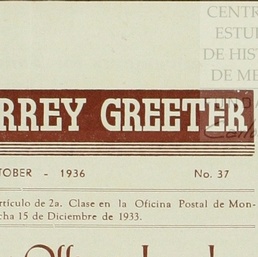 CENTR
ESTU
DE HIS
DE ME
RREY GREETER
TOBER - 1936 No. 37
rtículo de 2a. Clase en la Oficina Postal de Mon-
cha 15 de Diciembre de 1933.